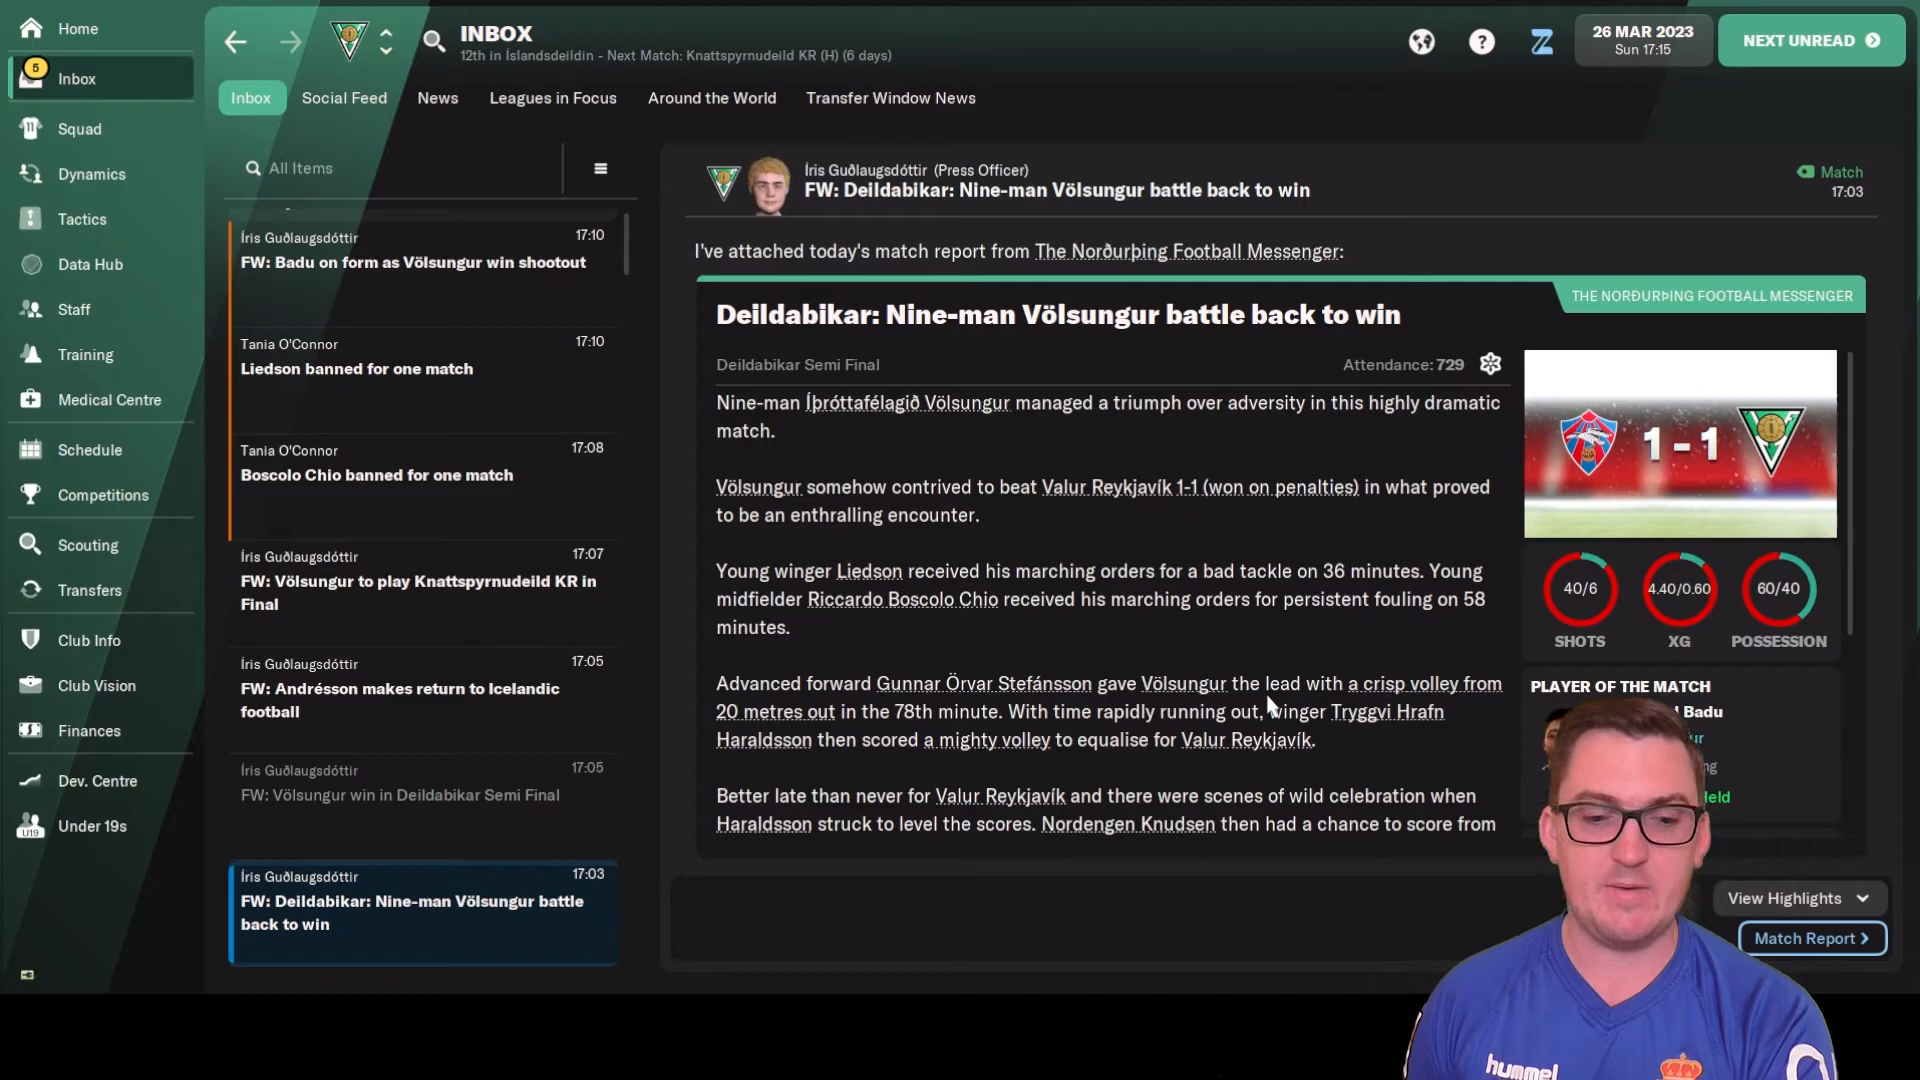 Home
5
Inbox
Squad
Dynamics
Tactics
Data Hub
Staff
Training
Medical Centre
Schedule
Competitions
Scouting
Transfers
Club Info
Club Vision
Finances
Dev. Centre
U19
Under 19s
INBOX
12th in Íslandsdeildin - Next Match: Knattspyrnudeild KR (H) (6 days)
26 MAR 2023
Sun 17:15
NEXT UNREAD
Inbox
Social Feed
News
Leagues in Focus
Around the World
Transfer Window News
All Items
Íris Guðlaugsdóttir
17:10
FW: Badu on form as Völsungur win shootout
Tania O'Connor
17:10
Liedson banned for one match
Tania O'Connor
17:08
Boscolo Chio banned for one match
Íris Guðlaugsdóttir
17:07
FW: Völsungur to play Knattspyrnudeild KR in
Final
Íris Guðlaugsdóttir
17:05
FW: Andrésson makes return to Icelandic
football
Íris Guðlaugsdóttir
17:05
FW: Völsungur win in Deildabikar Semi Final
Íris Guðlaugsdóttir
17:03
FW: Deildabikar: Nine-man Völsungur battle
back to win
Íris Guðlaugsdóttir (Press Officer)
FW: Deildabikar: Nine-man Völsungur battle back to win
Match
17:03
I've attached today's match report from The Norðurþing Football Messenger:
THE NORÐURÞING FOOTBALL MESSENGER
Deildabikar: Nine-man Völsungur battle back to win
Deildabikar Semi Final
Attendance: 729
Nine-man Íþróttafélagið Völsungur managed a triumph over adversity in this highly dramatic
match.
Völsungur somehow contrived to beat Valur Reykjavík 1-1 (won on penalties) in what proved
to be an enthralling encounter.
Young winger Liedson received his marching orders for a bad tackle on 36 minutes. Young
midfielder Riccardo Boscolo Chio received his marching orders for persistent fouling on 58
minutes.
Advanced forward Gunnar Örvar Stefánsson gave Völsungur the lead with a crisp volley from
20 metres out in the 78th minute. With time rapidly running out, winger Tryggvi Hrafn
Haraldsson then scored a mighty volley to equalise for Valur Reykjavík.
Better late than never for Valur Reykjavík and there were scenes of wild celebration when
Haraldsson struck to level the scores. Nordengen Knudsen then had a chance to score from
1 - 1
40/6
4.40/0.60
60/40
SHOTS
XG
POSSESSION
PLAYER OF THE MATCH
Badu
View Highlights
Match Report
hummel